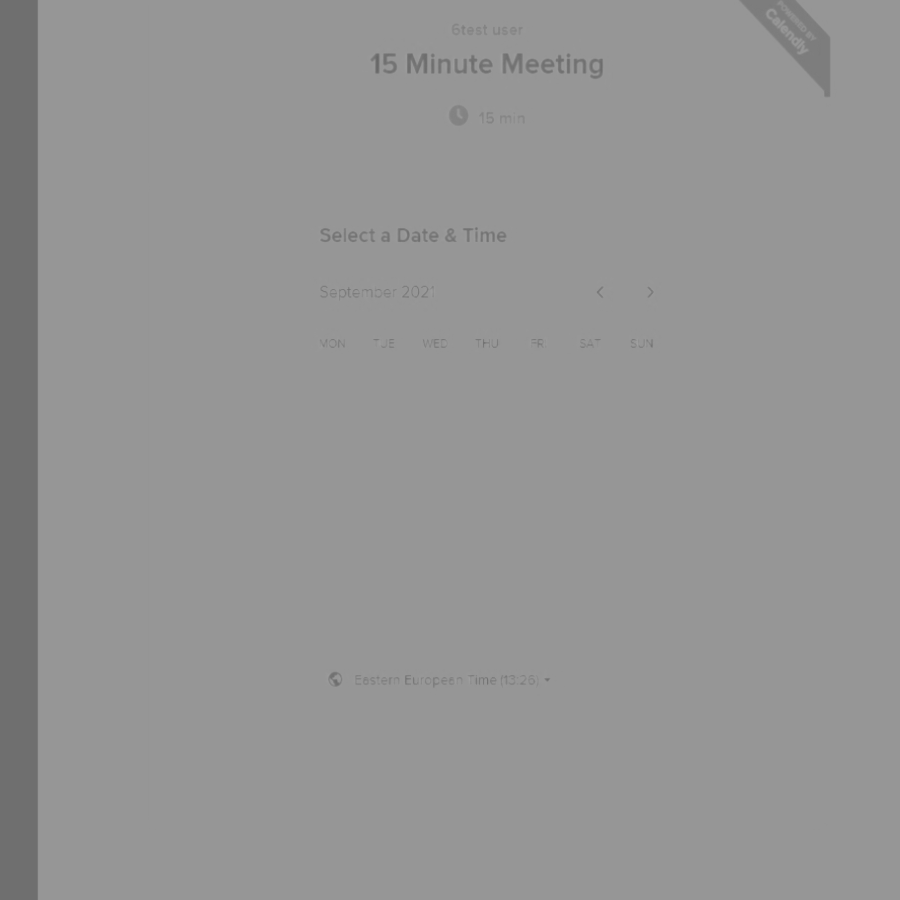 6test user
POWERED BY
Calendly
15 Minute Meeting
15 min
Select a Date & Time
September 2021
MON TUE WED THU FRI SAT SUN
Eastern European Time (13:26)